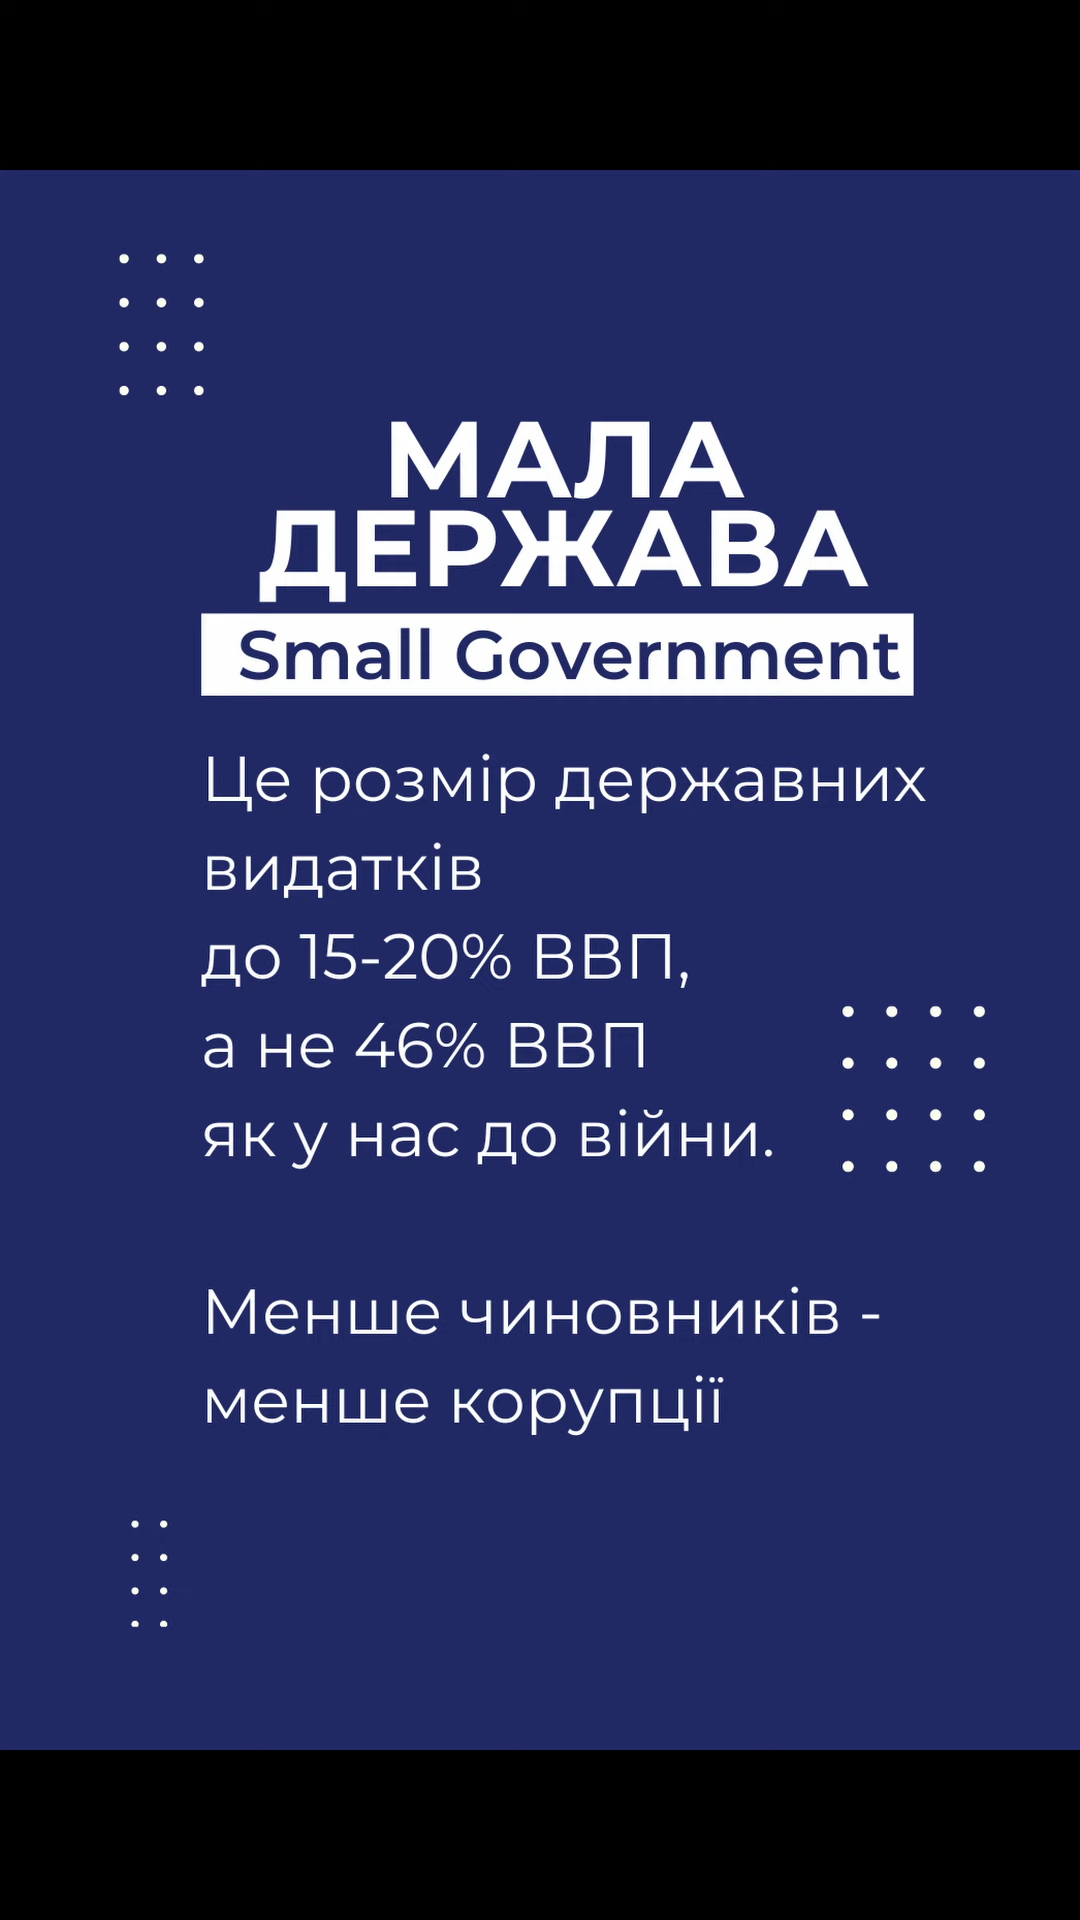 МАЛА
ДЕРЖАВА
Small Government
Це розмір державних
видатків
до 15-20% ВВП,
а не 46% ВВП
як у нас до війни.
Менше чиновників -
менше корупції